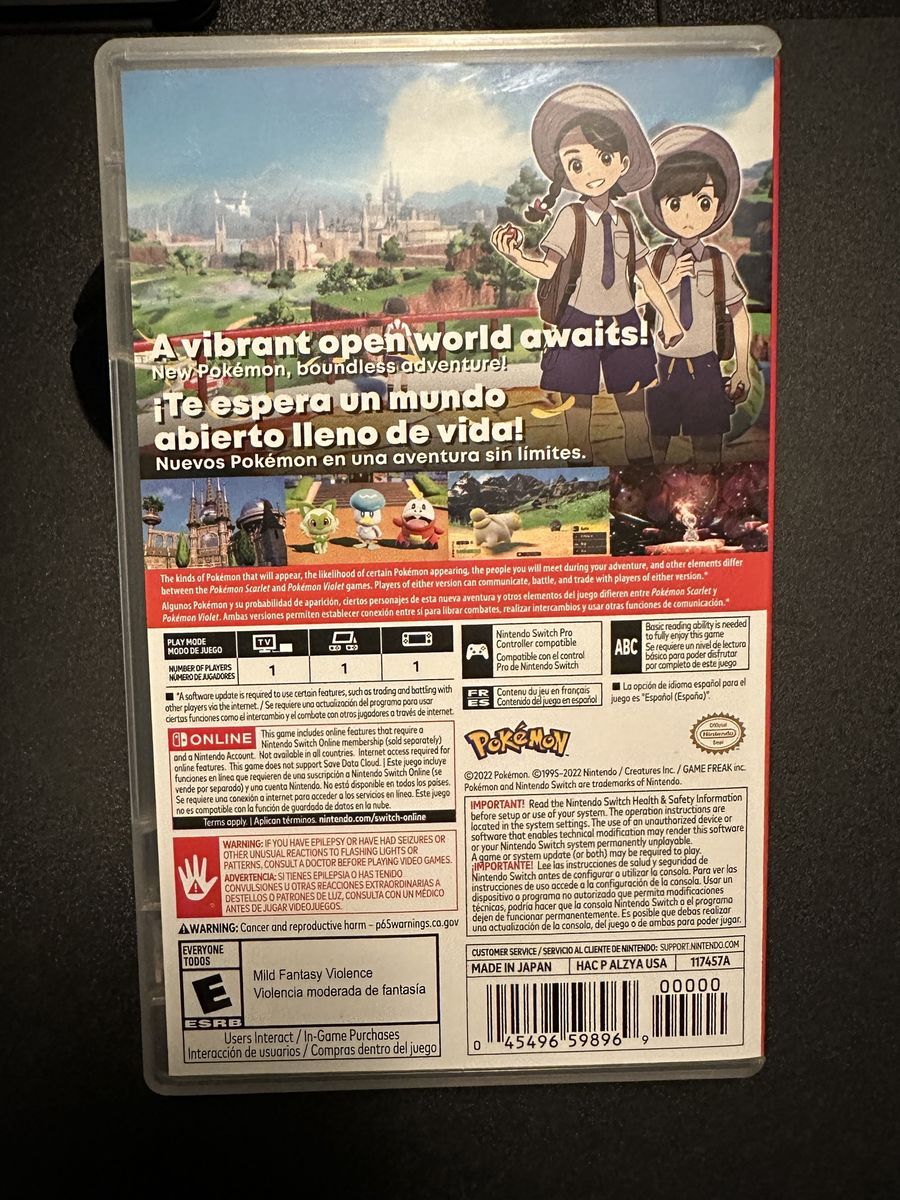 A vibrant open world awaits!
New Pokémon, boundless adventure!
¡Te espera un mundo
abierto lleno de vida!
Nuevos Pokémon en una aventura sin límites.
The kinds of Pokémon that will appear, the likelihood of certain Pokémon appearing, the people you will meet during your adventure, and other elements differ
between the Pokémon Scarlet and Pokémon Violet games. Players of either version can communicate, battle, and trade with players of either version.*
Algunos Pokémon y su probabilidad de aparición, ciertos personajes de esta nueva aventura y otros elementos del juego difieren entre Pokémon Scarlet y
Pokémon Violet. Ambas versiones permiten establecer conexión entre sí para librar combates, realizar intercambios y usar otras funciones de comunicación.*
PLAY MODE
MODO DE JUEGO
TV
NUMBER OF PLAYERS
NÚMERO DE JUGADORES
1 1 1
Nintendo Switch Pro
Controller compatible
Compatible con el control
Pro de Nintendo Switch
ABC
Basic reading ability is needed
to fully enjoy this game
Se requiere un nivel de lectura
básico para poder disfrutar
por completo de este juego
FR
ES
Contenu du jeu en français
Contenido del juego en español
■ La opción de idioma español para el
juego es "Español (España)".
■ *A software update is required to use certain features, such as trading and battling with
other players via the internet. / Se requiere una actualización del programa para usar
ciertas funciones como el intercambio y el combate con otros jugadores a través de internet.
ONLINE
This game includes online features that require a
Nintendo Switch Online membership (sold separately)
and a Nintendo Account. Not available in all countries. Internet access required for
online features. This game does not support Save Data Cloud. | Este juego incluye
funciones en línea que requieren de una suscripción a Nintendo Switch Online (se
vende por separado) y una cuenta Nintendo. No está disponible en todos los países.
Se requiere una conexión a internet para acceder a los servicios en línea. Este juego
no es compatible con la función de guardado de datos en la nube.
Terms apply. | Aplican términos. nintendo.com/switch-online
Pokémon
Official
Nintendo
Seal
©2022 Pokémon. ©1995–2022 Nintendo / Creatures Inc. / GAME FREAK inc.
Pokémon and Nintendo Switch are trademarks of Nintendo.
WARNING: IF YOU HAVE EPILEPSY OR HAVE HAD SEIZURES OR
OTHER UNUSUAL REACTIONS TO FLASHING LIGHTS OR
PATTERNS, CONSULT A DOCTOR BEFORE PLAYING VIDEO GAMES.
ADVERTENCIA: SI TIENES EPILEPSIA O HAS TENIDO
CONVULSIONES U OTRAS REACCIONES EXTRAORDINARIAS A
DESTELLOS O PATRONES DE LUZ, CONSULTA CON UN MÉDICO
ANTES DE JUGAR VIDEOJUEGOS.
WARNING: Cancer and reproductive harm – p65warnings.ca.gov
IMPORTANT! Read the Nintendo Switch Health & Safety Information
before setup or use of your system. The operation instructions are
located in the system settings. The use of an unauthorized device or
software that enables technical modification may render this software
or your Nintendo Switch system permanently unplayable.
A game or system update (or both) may be required to play.
¡IMPORTANTE! Lee las instrucciones de salud y seguridad de
Nintendo Switch antes de configurar o utilizar la consola. Para ver las
instrucciones de uso accede a la configuración de la consola. Usar un
dispositivo o programa no autorizado que permita modificaciones
técnicas, podría hacer que la consola Nintendo Switch o el programa
dejen de funcionar permanentemente. Es posible que debas realizar
una actualización de la consola, del juego o de ambas para poder jugar.
EVERYONE
TODOS
E
ESRB
Mild Fantasy Violence
Violencia moderada de fantasía
Users Interact / In-Game Purchases
Interacción de usuarios / Compras dentro del juego
CUSTOMER SERVICE / SERVICIO AL CLIENTE DE NINTENDO: SUPPORT.NINTENDO.COM
MADE IN JAPAN HAC P ALZYA USA 117457A
00000
0 45496 59896 9